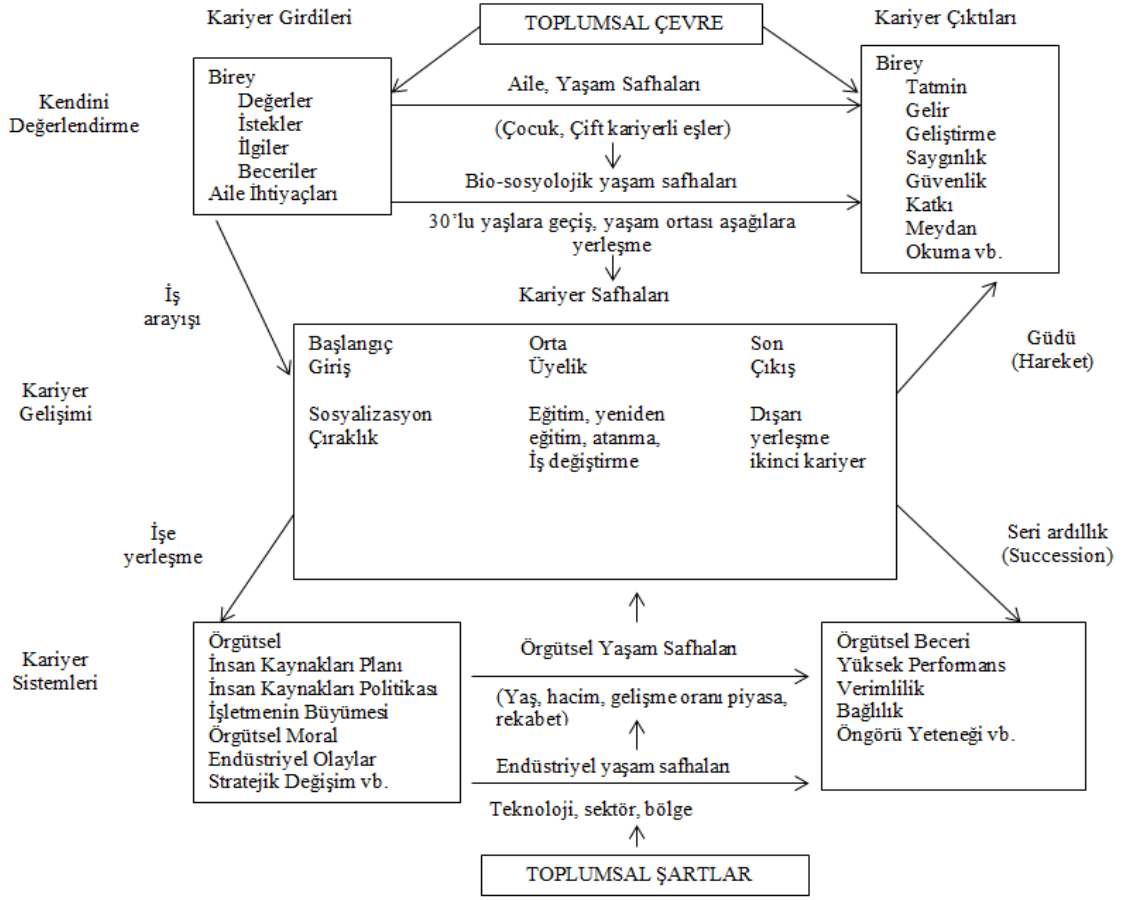 Kariyer Girdileri
TOPLUMSAL ÇEVRE
Kariyer Çıktıları
Kendini
Değerlendirme
Birey
Değerler
İstekler
İlgiler
Beceriler
Aile İhtiyaçları
Aile, Yaşam Safhaları
(Çocuk, Çift kariyerli eşler)
Bio-sosyolojik yaşam safhaları
30’lu yaşlara geçiş, yaşam ortası aşağılara
yerleşme
Birey
Tatmin
Gelir
Geliştirme
Saygınlık
Güvenlik
Katkı
Meydan
Okuma vb.
İş
arayışı
Kariyer Safhaları
Güdü
(Hareket)
Kariyer
Gelişimi
Başlangıç
Giriş
Sosyalizasyon
Çıraklık
Orta
Üyelik
Eğitim, yeniden
eğitim, atanma,
İş değiştirme
Son
Çıkış
Dışarı
yerleşme
ikinci kariyer
İşe
yerleşme
Seri ardıllık
(Succession)
Kariyer
Sistemleri
Örgütsel
İnsan Kaynakları Planı
İnsan Kaynakları Politikası
İşletmenin Büyümesi
Örgütsel Moral
Endüstriyel Olaylar
Stratejik Değişim vb.
Örgütsel Yaşam Safhaları
(Yaş, hacim, gelişme oranı piyasa,
rekabet)
Endüstriyel yaşam safhaları
Teknoloji, sektör, bölge
Örgütsel Beceri
Yüksek Performans
Verimlilik
Bağlılık
Öngörü Yeteneği vb.
TOPLUMSAL ŞARTLAR